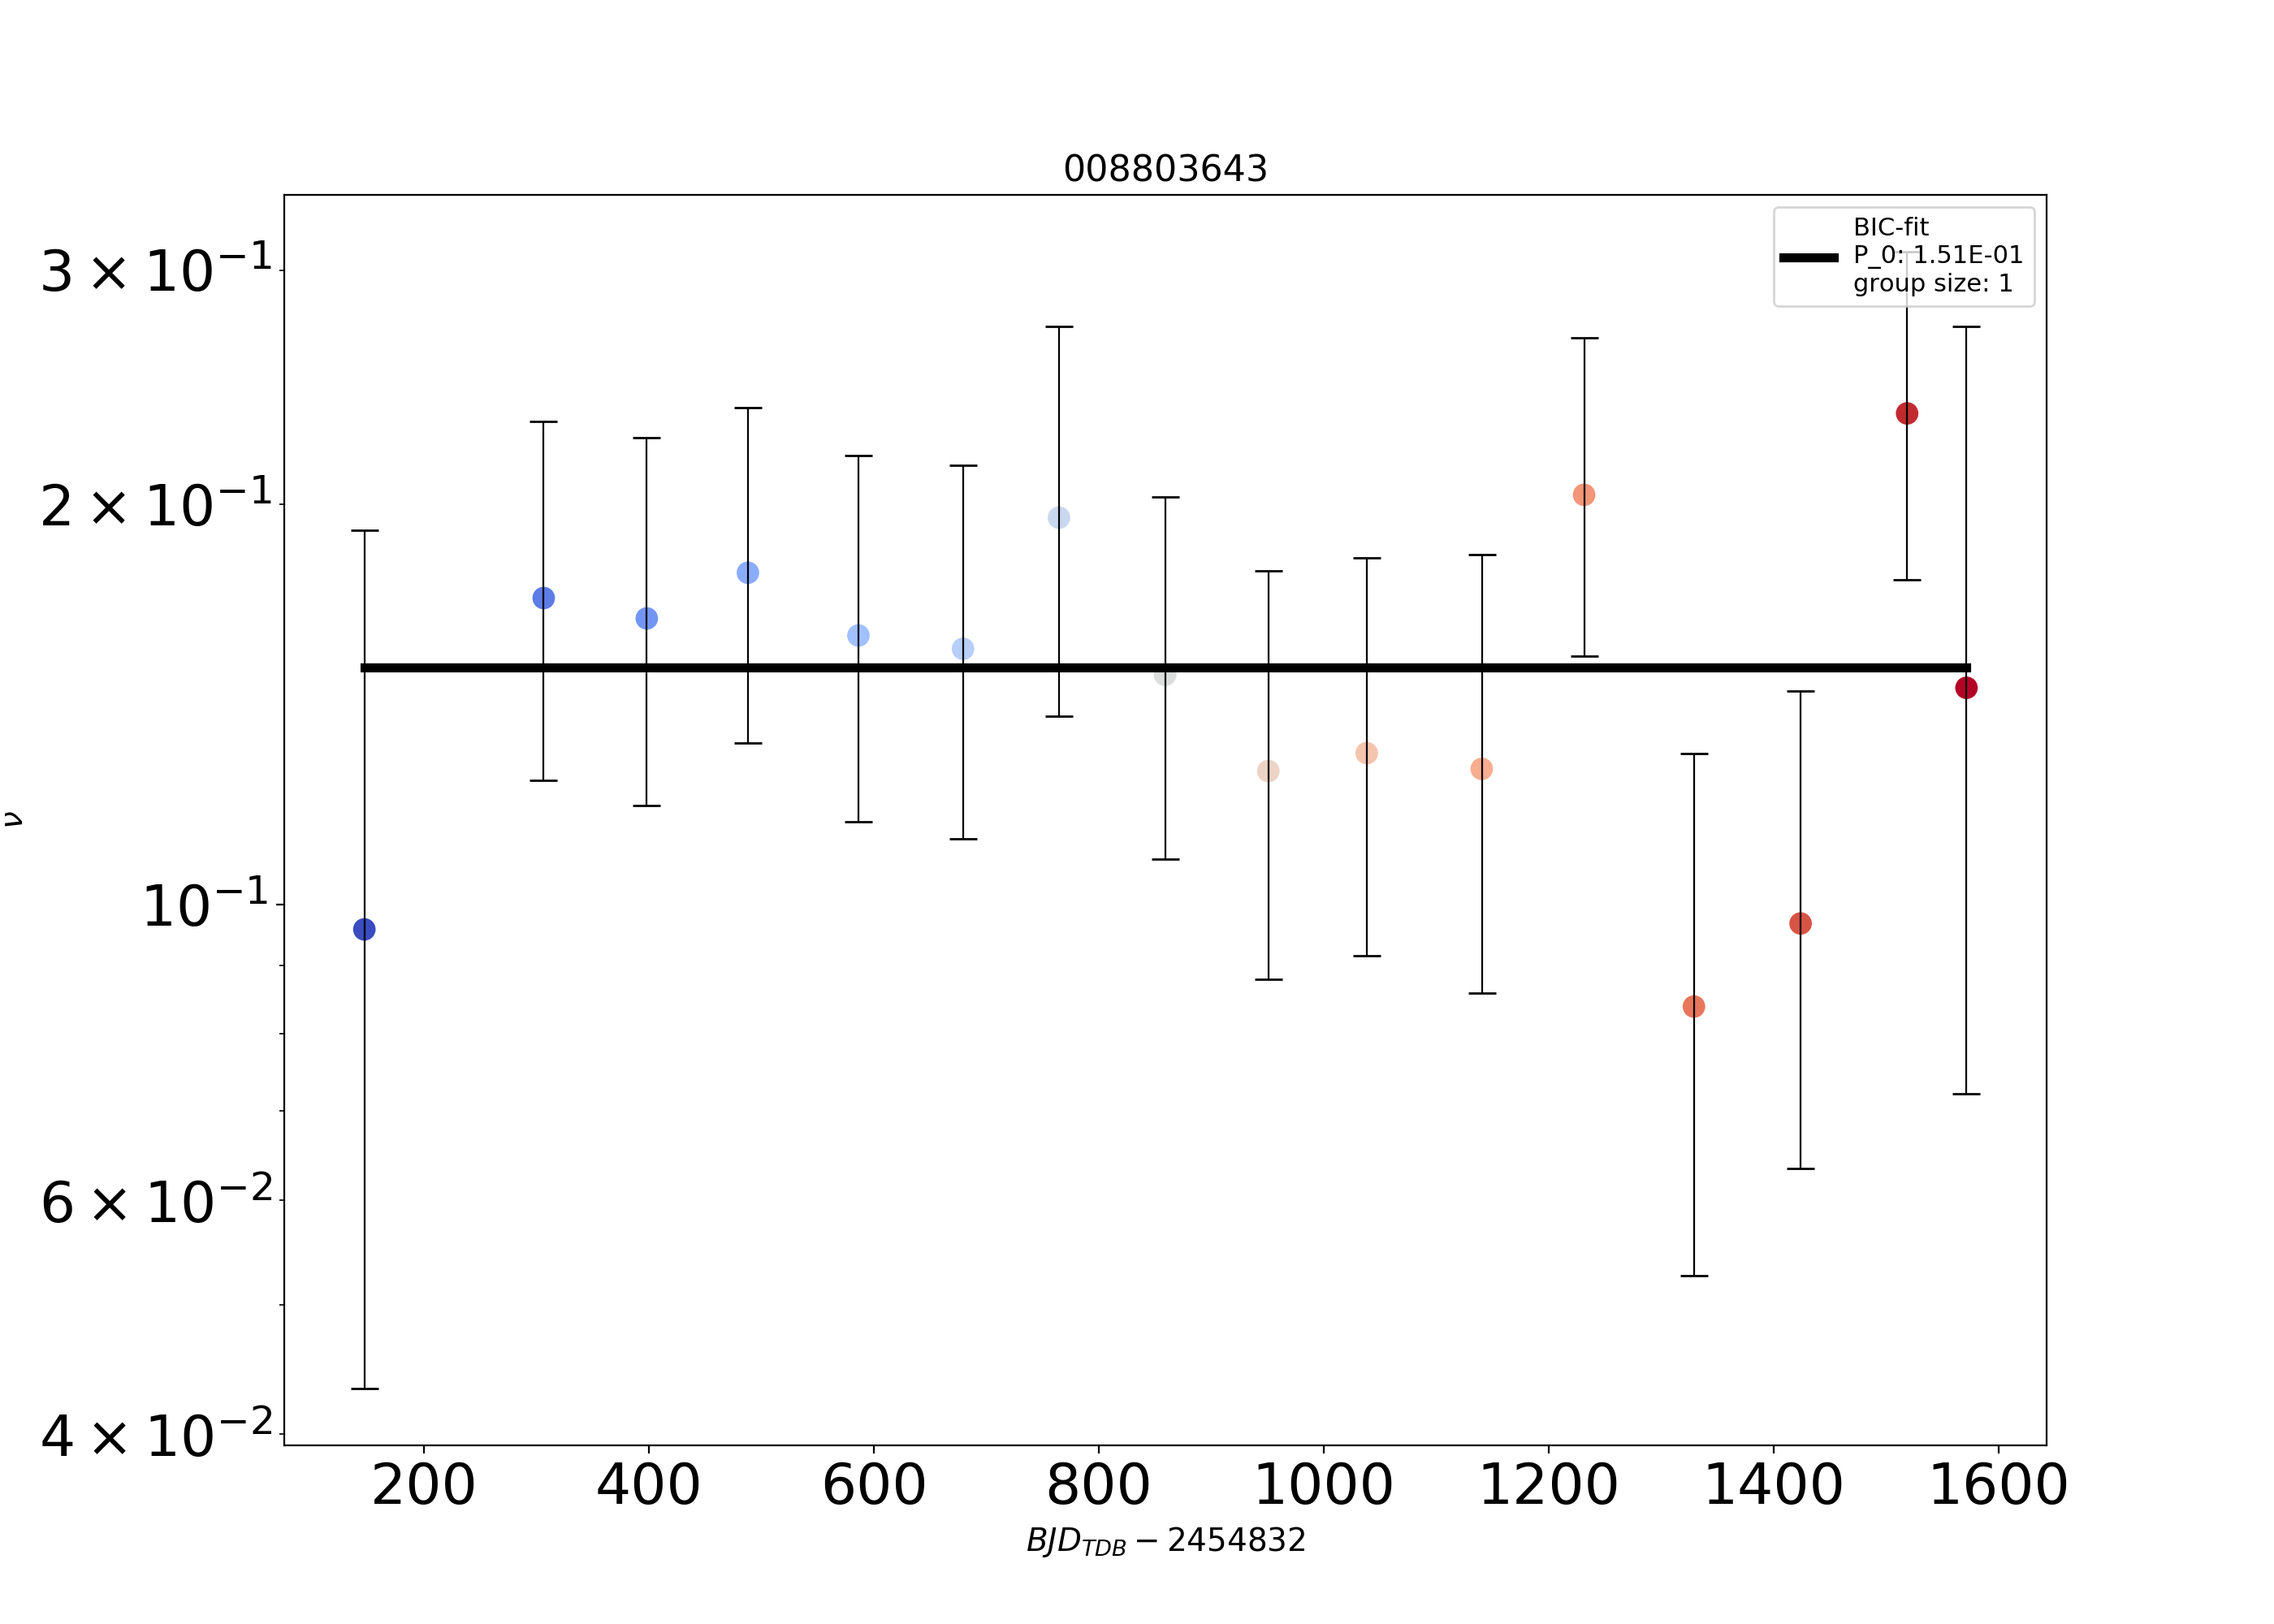 008803643
BIC-fit
P_0: 1.51E-01
group size: 1
3 × 10⁻¹
2 × 10⁻¹
10⁻¹
6 × 10⁻²
4 × 10⁻²
ν
200 400 600 800 1000 1200 1400 1600
BJD_TDB − 2454832